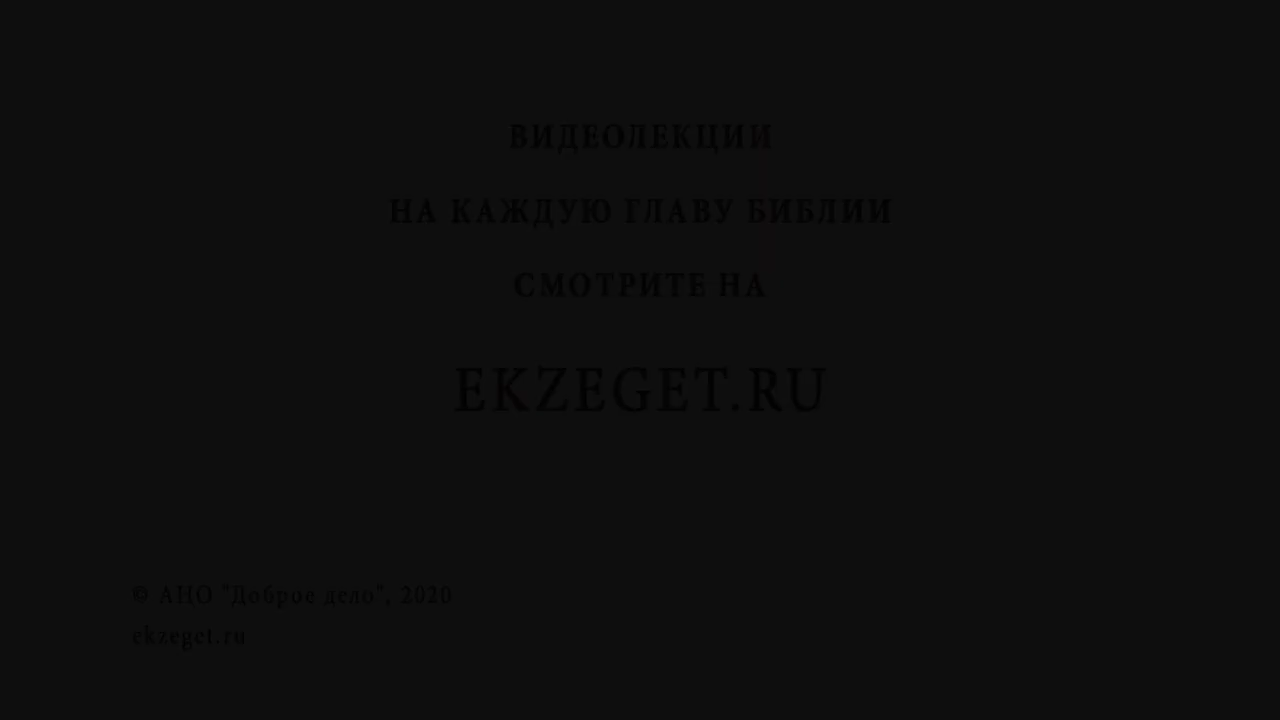 ВИДЕОЛЕКЦИИ
НА КАЖДУЮ ГЛАВУ БИБЛИИ
СМОТРИТЕ НА
EKZEGET.RU
© АНО "Доброе дело", 2020
ekzeget.ru